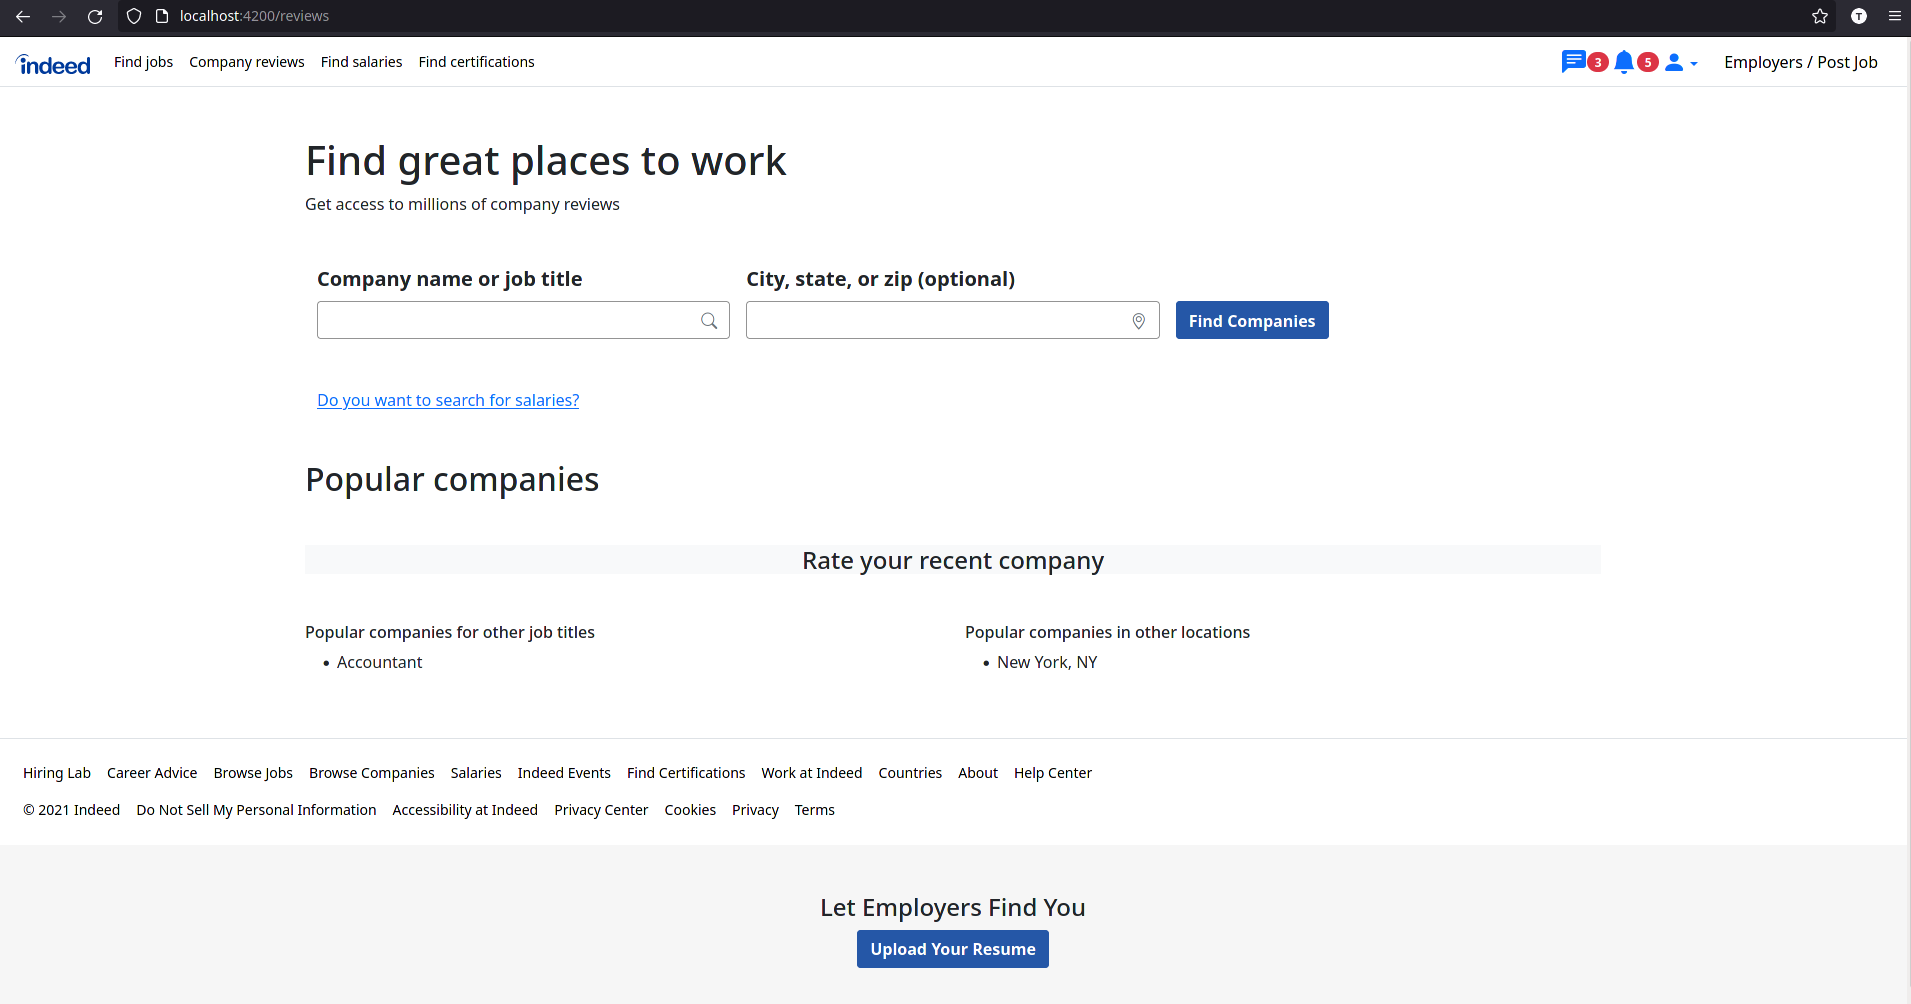 localhost:4200/reviews
T
indeed Find jobs Company reviews Find salaries Find certifications 3 5 Employers / Post Job
Find great places to work
Get access to millions of company reviews
Company name or job title City, state, or zip (optional)
Find Companies
Do you want to search for salaries?
Popular companies
Rate your recent company
Popular companies for other job titles Popular companies in other locations
• Accountant • New York, NY
Hiring Lab Career Advice Browse Jobs Browse Companies Salaries Indeed Events Find Certifications Work at Indeed Countries About Help Center
© 2021 Indeed Do Not Sell My Personal Information Accessibility at Indeed Privacy Center Cookies Privacy Terms
Let Employers Find You
Upload Your Resume